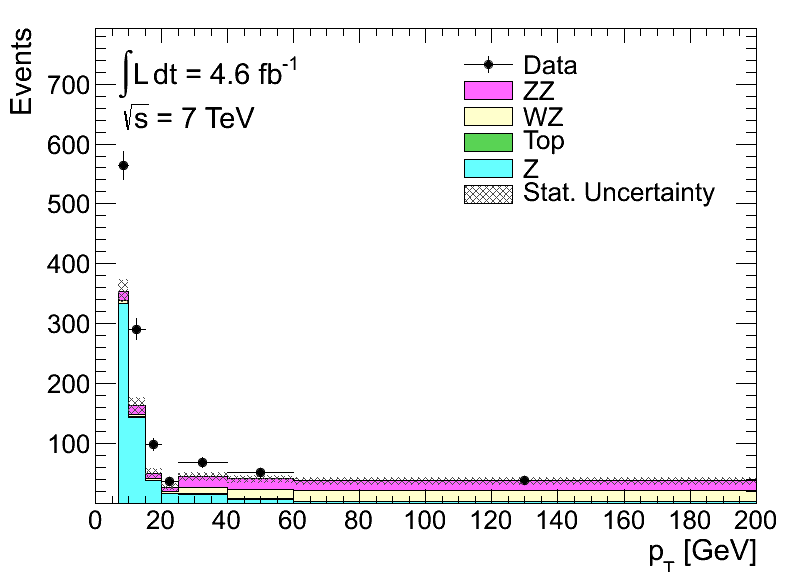 Events
∫L dt = 4.6 fb⁻¹
√s = 7 TeV
Data
ZZ
WZ
Top
Z
Stat. Uncertainty
700
600
500
400
300
200
100
0 20 40 60 80 100 120 140 160 180 200
p_T [GeV]